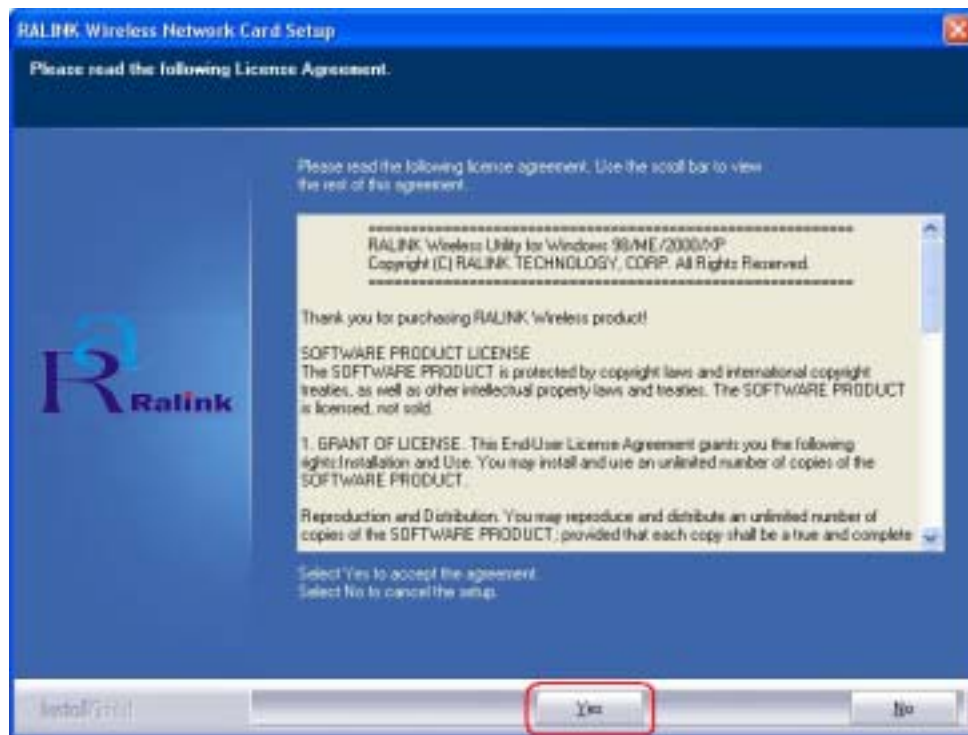 RALINK Wireless Network Card Setup
Please read the following License Agreement.
Please read the following license agreement. Use the scroll bar to view
the rest of this agreement.
==================================================
RALINK Wireless Utility for Windows 98/ME/2000/XP
Copyright (C) RALINK TECHNOLOGY, CORP. All Rights Reserved.
==================================================
Thank you for purchasing RALINK Wireless product!
SOFTWARE PRODUCT LICENSE
The SOFTWARE PRODUCT is protected by copyright laws and international copyright
treaties, as well as other intellectual property laws and treaties. The SOFTWARE PRODUCT
is licensed, not sold.
1. GRANT OF LICENSE. This End-User License Agreement grants you the following
rights:Installation and Use. You may install and use an unlimited number of copies of the
SOFTWARE PRODUCT.
Reproduction and Distribution. You may reproduce and distribute an unlimited number of
copies of the SOFTWARE PRODUCT; provided that each copy shall be a true and complete
Ralink
Select Yes to accept the agreement.
Select No to cancel the setup.
InstallShield
Yes
No